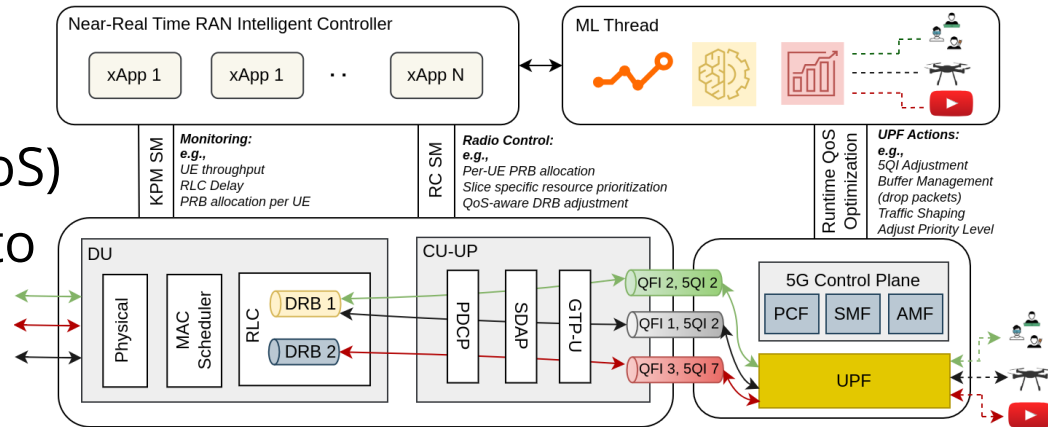 Near-Real Time RAN Intelligent Controller
xApp 1
xApp 1
. .
xApp N
ML Thread
oS)
to
KPM SM
Monitoring:
e.g.,
UE throughput
RLC Delay
PRB allocation per UE
RC SM
Radio Control:
e.g.,
Per-UE PRB allocation
Slice specific resource prioritization
QoS-aware DRB adjustment
Runtime QoS
Optimization
UPF Actions:
e.g.,
5QI Adjustment
Buffer Management
(drop packets)
Traffic Shaping
Adjust Priority Level
DU
Physical
MAC
Scheduler
RLC
DRB 1
DRB 2
CU-UP
PDCP
SDAP
GTP-U
QFI 2, 5QI 2
QFI 1, 5QI 2
QFI 3, 5QI 7
5G Control Plane
PCF
SMF
AMF
UPF